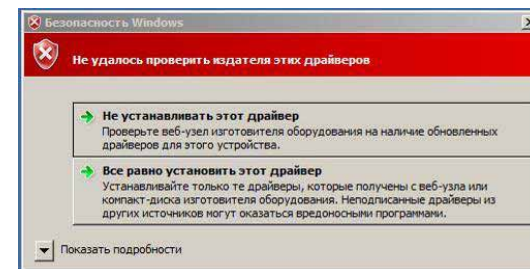 Безопасность Windows
Не удалось проверить издателя этих драйверов
Не устанавливать этот драйвер
Проверьте веб-узел изготовителя оборудования на наличие обновленных
драйверов для этого устройства.
Все равно установить этот драйвер
Устанавливайте только те драйверы, которые получены с веб-узла или
компакт-диска изготовителя оборудования. Неподписанные драйверы из
других источников могут оказаться вредоносными программами.
Показать подробности